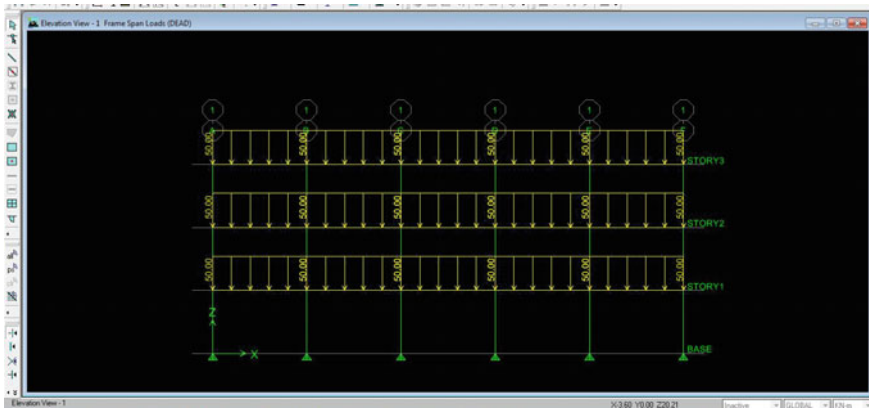 Elevation View - 1 Frame Span Loads (DEAD)
1 1 1 1 1 1
50.00 50.00 50.00 50.00 50.00 50.00
STORY3
50.00 50.00 50.00 50.00 50.00 50.00
STORY2
50.00 50.00 50.00 50.00 50.00 50.00
STORY1
Z
X
BASE
Elevation View - 1
X-3.60 Y0.00 Z20.21
Inactive
GLOBAL